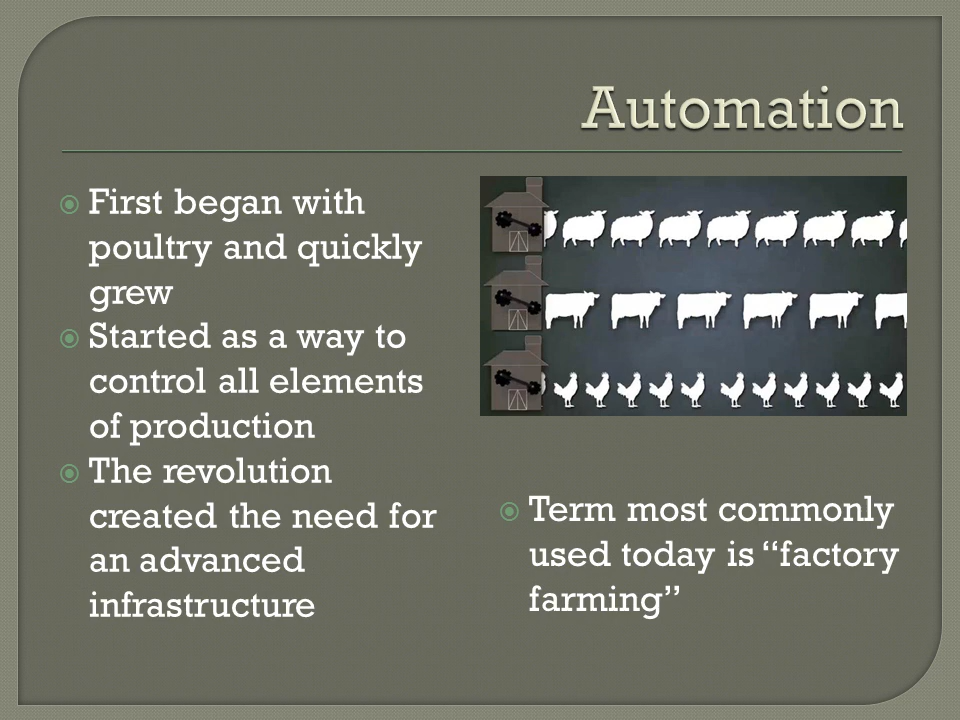 Automation
First began with
poultry and quickly
grew
Started as a way to
control all elements
of production
The revolution
created the need for
an advanced
infrastructure
Term most commonly
used today is “factory
farming”